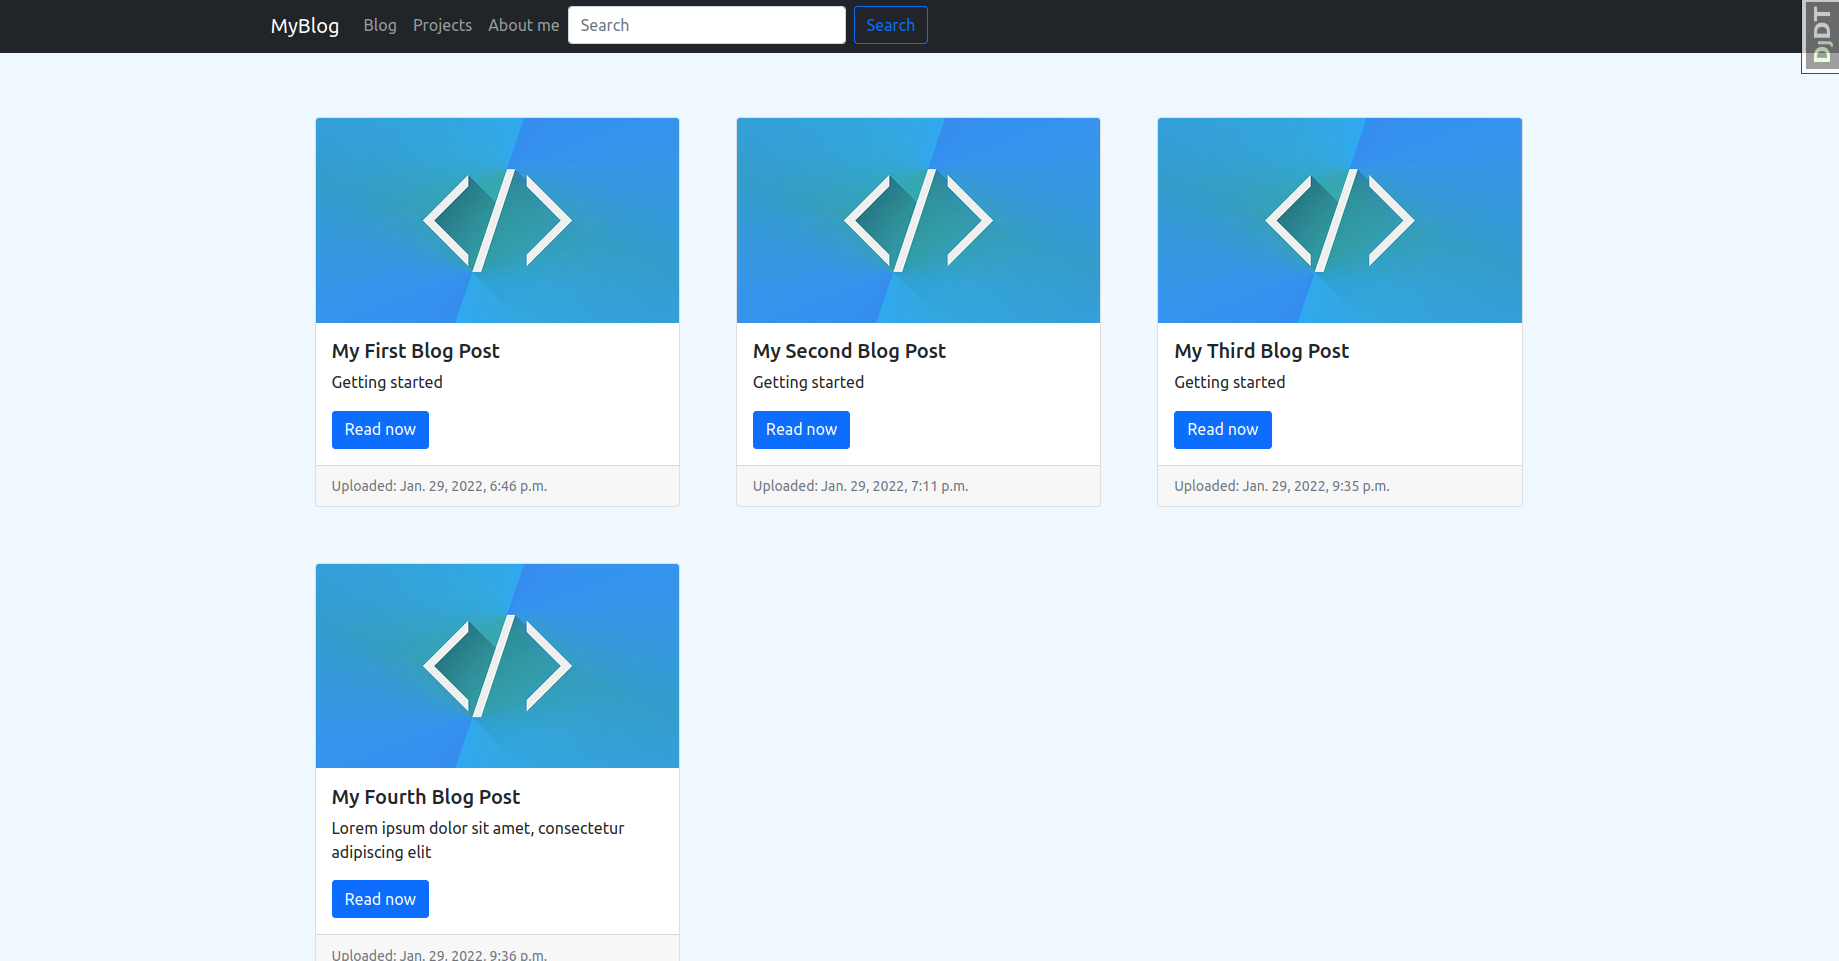 MyBlog Blog Projects About me Search Search
DjDT
My First Blog Post
Getting started
Read now
Uploaded: Jan. 29, 2022, 6:46 p.m.
My Second Blog Post
Getting started
Read now
Uploaded: Jan. 29, 2022, 7:11 p.m.
My Third Blog Post
Getting started
Read now
Uploaded: Jan. 29, 2022, 9:35 p.m.
My Fourth Blog Post
Lorem ipsum dolor sit amet, consectetur
adipiscing elit
Read now
Uploaded: Jan. 29, 2022, 9:36 p.m.